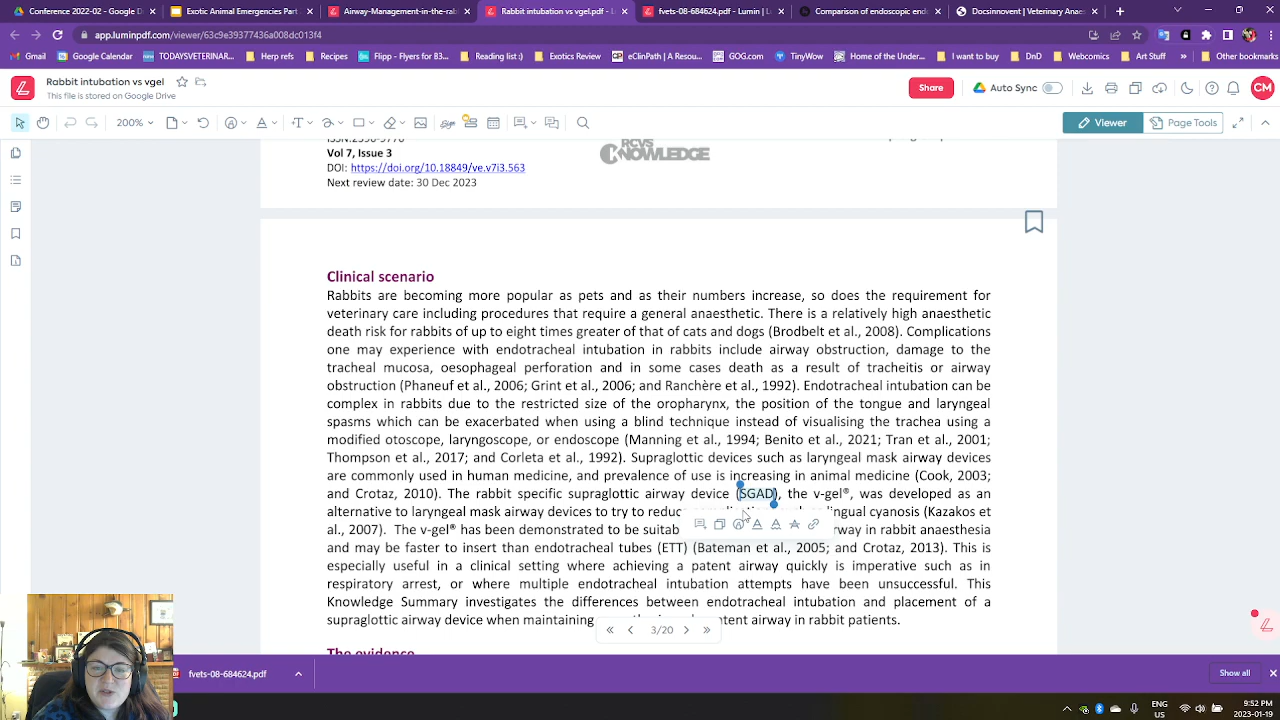 2022-02 - Cuttoff Exam P
Effects of ketamine and lido
Rabbit intubation vs vgel.pd
fvets-08-684624.pdf | Lumin
Cookies and You
Short review of Rodent Anae
app.luminpdf.com/viewer/63c9e39377436a008dc013f4
Gmail
Google Calendar
TODAYSVETERINAR...
Herp refs
Recipes
Flipp - Flyers for B3...
Reading list :)
Exotics Review
eClinPath | A Resou...
GOG.com
TinyWow
Home of the Under...
I want to buy
DnD
Webcomics
Art Stuff
Other bookmarks
Rabbit intubation vs vgel
This file is stored on Google Drive
Share
Auto Sync
CM
200%
Viewer
Page Tools
Vol 7, Issue 3
RCVS
KNOWLEDGE
DOI: https://doi.org/10.18849/ve.v7i3.563
Next review date: 30 Dec 2023
Clinical scenario
Rabbits are becoming more popular as pets and as their numbers increase, so does the requirement for
veterinary care including procedures that require a general anaesthetic. There is a relatively high anaesthetic
death risk for rabbits of up to eight times greater of that of cats and dogs (Brodbelt et al., 2008). Complications
one may experience with endotracheal intubation in rabbits include airway obstruction, damage to the
tracheal mucosa, oesophageal perforation and in some cases death as a result of tracheitis or airway
obstruction (Phaneuf et al., 2006; Grint et al., 2006; and Ranchère et al., 1992). Endotracheal intubation can be
complex in rabbits due to the restricted size of the oropharynx, the position of the tongue and laryngeal
spasms which can be exacerbated when using a blind technique instead of visualising the trachea using a
modified otoscope, laryngoscope, or endoscope (Manning et al., 1994; Benito et al., 2021; Tran et al., 2001;
Thompson et al., 2017; and Corleta et al., 1992). Supraglottic devices such as laryngeal mask airway devices
are commonly used in human medicine, and prevalence of use is increasing in animal medicine (Cook, 2003;
and Crotaz, 2010). The rabbit specific supraglottic airway device (SGAD), the v-gel®, was developed as an
alternative to laryngeal mask airway devices to try to reduce lingual cyanosis (Kazakos et
al., 2007). The v-gel® has been demonstrated to be suitab in rabbit anaesthesia
and may be faster to insert than endotracheal tubes (ETT) (Bateman et al., 2005; and Crotaz, 2013). This is
especially useful in a clinical setting where achieving a patent airway quickly is imperative such as in
respiratory arrest, or where multiple endotracheal intubation attempts have been unsuccessful. This
Knowledge Summary investigates the differences between endotracheal intubation and placement of a
supraglottic airway device when maintaining airway in rabbit patients.
3/20
The evidence
fvets-08-684624.pdf
Show all
9:52 PM
2023-01-19